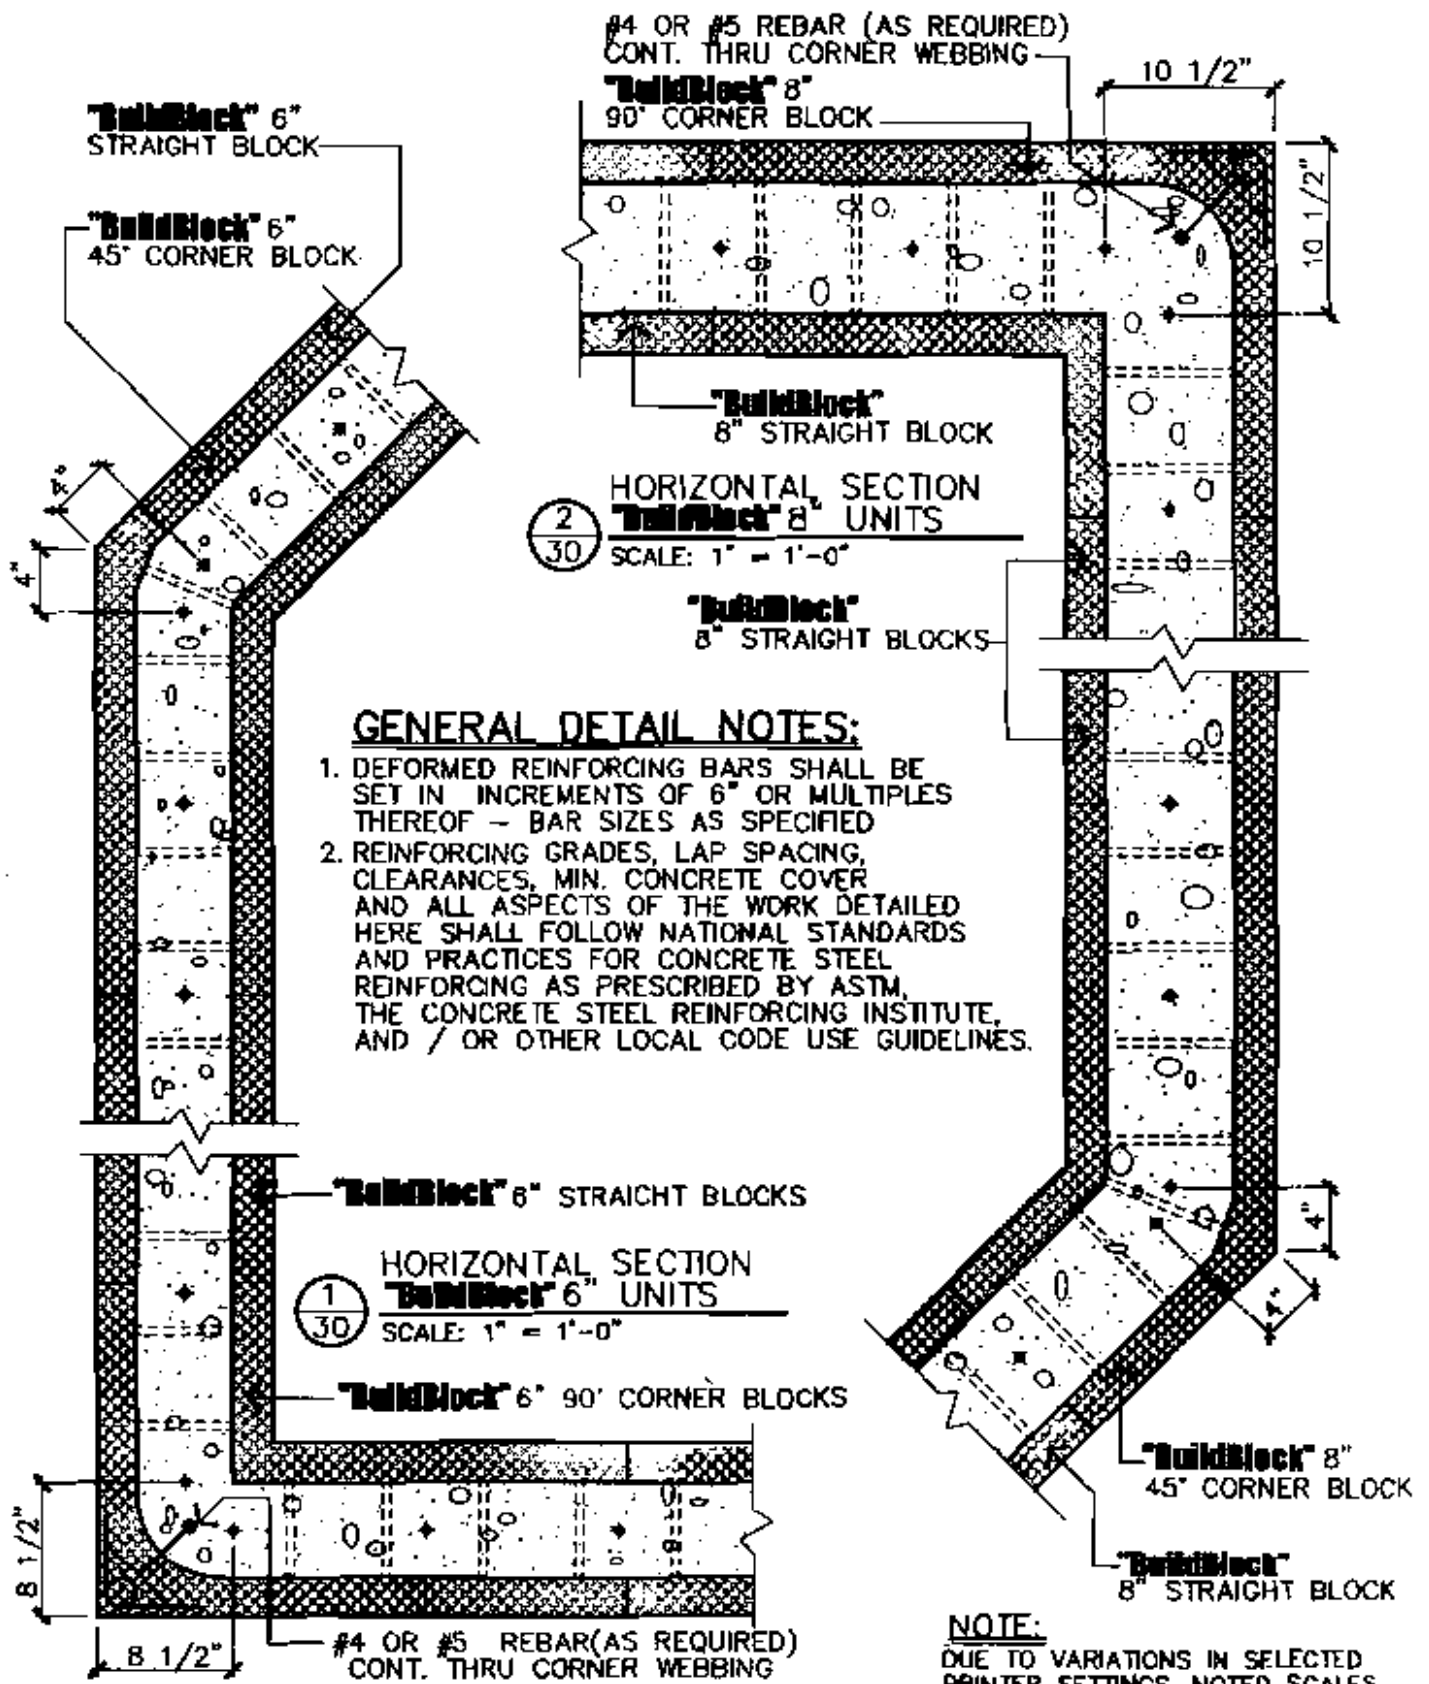 #4 OR #5 REBAR (AS REQUIRED)
CONT. THRU CORNER WEBBING
"BuildBlock" 8"
90° CORNER BLOCK
10 1/2"
10 1/2"
"BuildBlock" 6"
STRAIGHT BLOCK
"BuildBlock" 6"
45° CORNER BLOCK
4"
4"
"BuildBlock"
8" STRAIGHT BLOCK
2
30
HORIZONTAL SECTION
"BuildBlock" 8" UNITS
SCALE: 1" = 1'-0"
"BuildBlock"
8" STRAIGHT BLOCKS
GENERAL DETAIL NOTES:
1. DEFORMED REINFORCING BARS SHALL BE
SET IN INCREMENTS OF 6" OR MULTIPLES
THEREOF - BAR SIZES AS SPECIFIED
2. REINFORCING GRADES, LAP SPACING,
CLEARANCES, MIN. CONCRETE COVER
AND ALL ASPECTS OF THE WORK DETAILED
HERE SHALL FOLLOW NATIONAL STANDARDS
AND PRACTICES FOR CONCRETE STEEL
REINFORCING AS PRESCRIBED BY ASTM,
THE CONCRETE STEEL REINFORCING INSTITUTE,
AND / OR OTHER LOCAL CODE USE GUIDELINES.
"BuildBlock" 6" STRAIGHT BLOCKS
1
30
HORIZONTAL SECTION
"BuildBlock" 6" UNITS
SCALE: 1" = 1'-0"
"BuildBlock" 6" 90° CORNER BLOCKS
4"
4"
"BuildBlock" 8"
45° CORNER BLOCK
"BuildBlock"
8" STRAIGHT BLOCK
8 1/2"
8 1/2"
#4 OR #5 REBAR(AS REQUIRED)
CONT. THRU CORNER WEBBING
NOTE:
DUE TO VARIATIONS IN SELECTED
PRINTER SETTINGS, NOTED SCALES